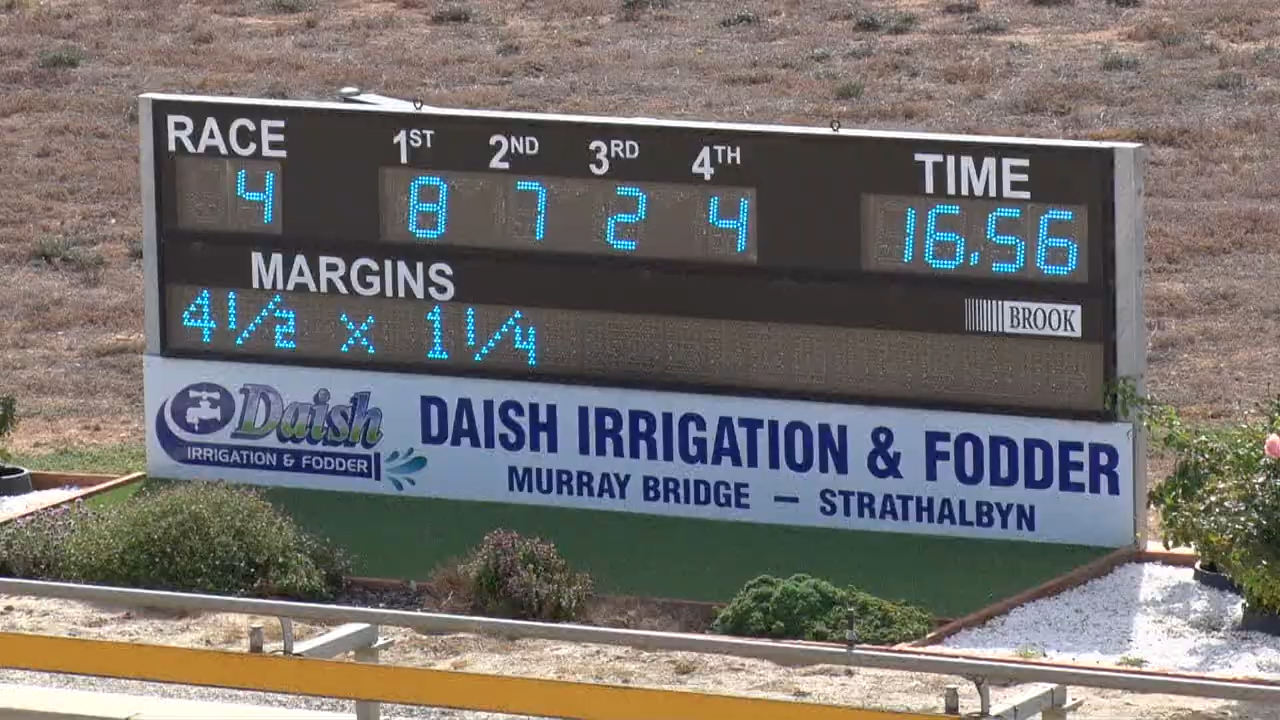 RACE 1ST 2ND 3RD 4TH TIME
4 8 7 2 4 16.56
MARGINS
BROOK
4 1/2 x 1 1/4
Daish
IRRIGATION & FODDER
DAISH IRRIGATION & FODDER
MURRAY BRIDGE — STRATHALBYN